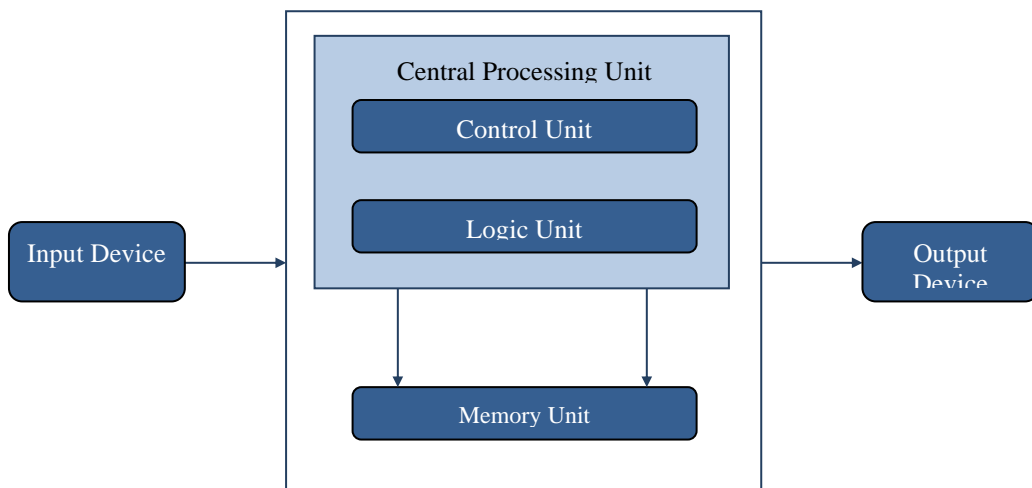 Central Processing Unit
Control Unit
Logic Unit
Input Device
Output
Device
Memory Unit